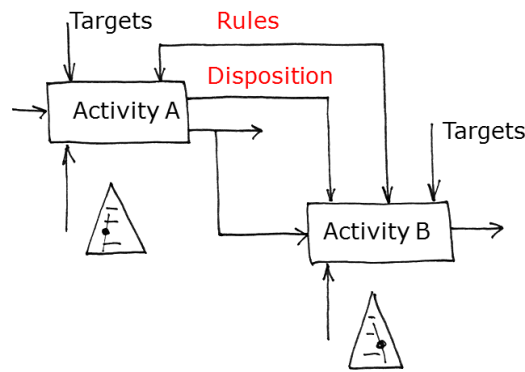 Targets
Rules
Disposition
Activity A
Targets
Activity B